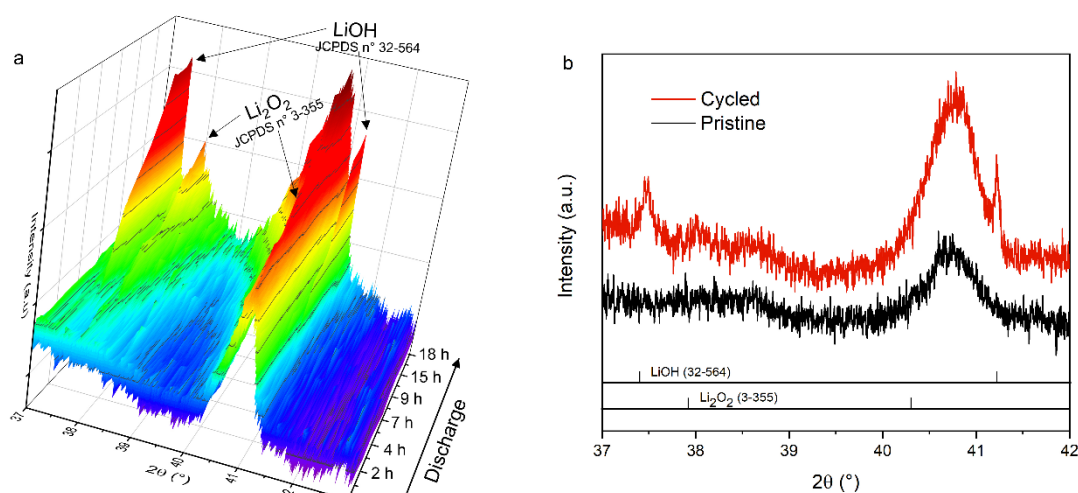 a
LiOH
JCPDS n° 32-564
Li₂O₂
JCPDS n° 3-355
37
38
39
40
41
2θ (°)
18 h
15 h
9 h
7 h
4 h
2 h
Discharge
b
Cycled
Pristine
Intensity (a.u.)
LiOH (32-564)
Li₂O₂ (3-355)
37 38 39 40 41 42
2θ (°)